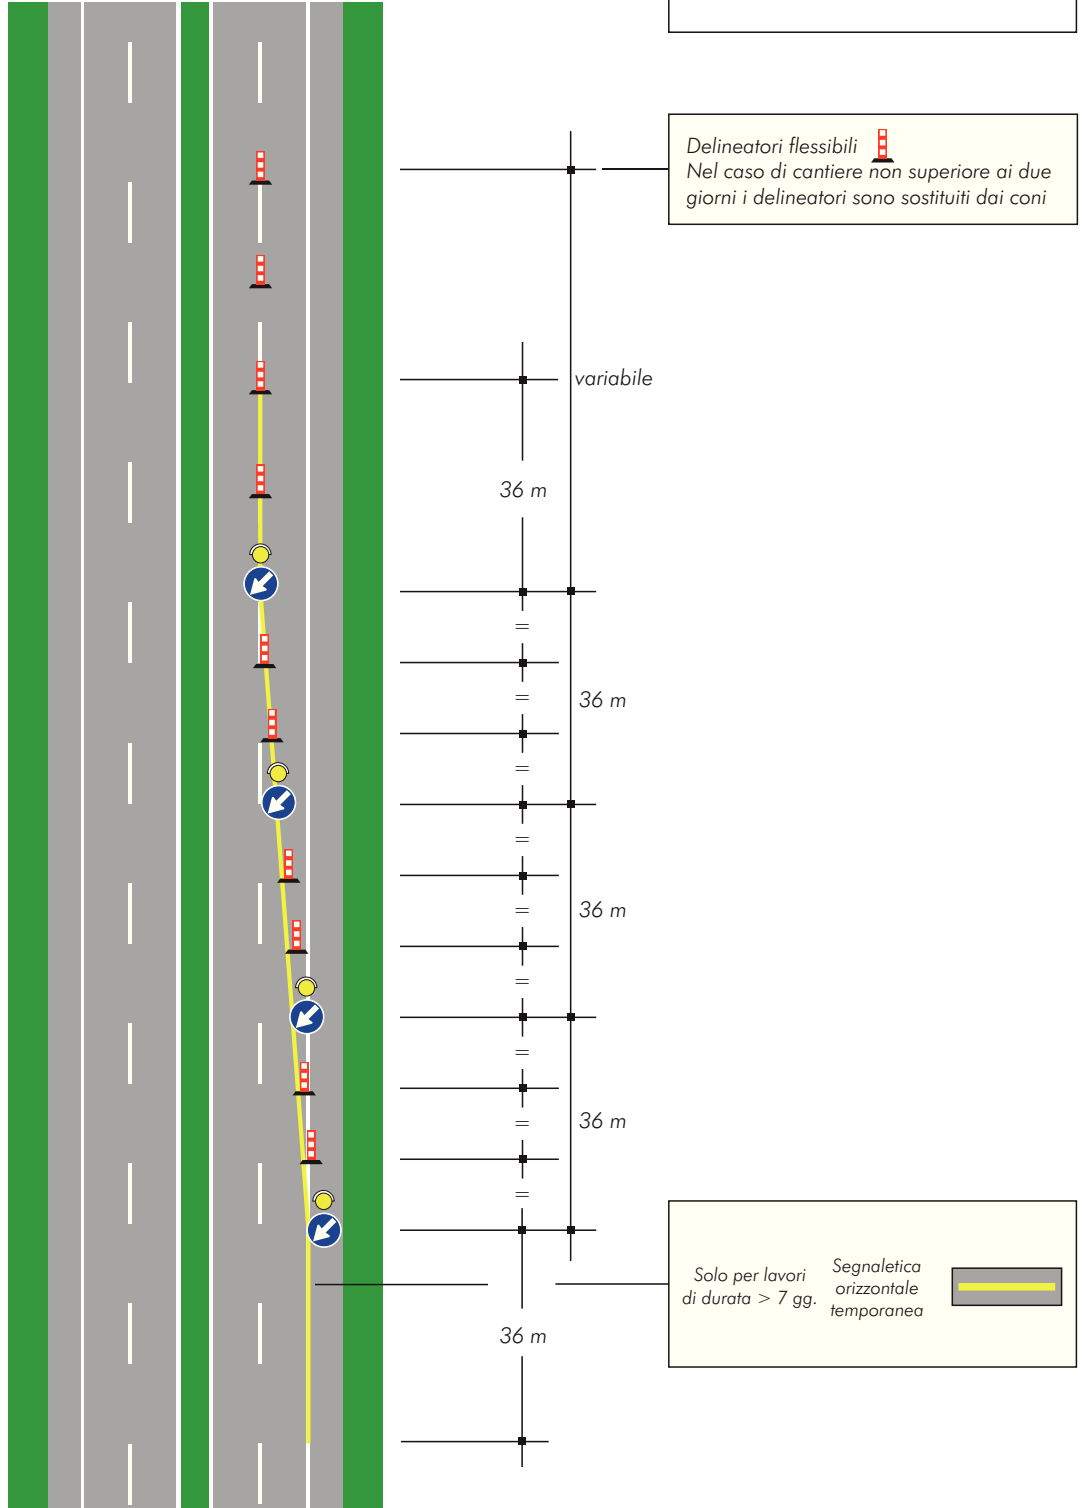 Delineatori flessibili
Nel caso di cantiere non superiore ai due
giorni i delineatori sono sostituiti dai coni
variabile
36 m
=
=
36 m
=
=
36 m
=
=
=
36 m
=
=
Solo per lavori
di durata > 7 gg.
Segnaletica
orizzontale
temporanea
36 m